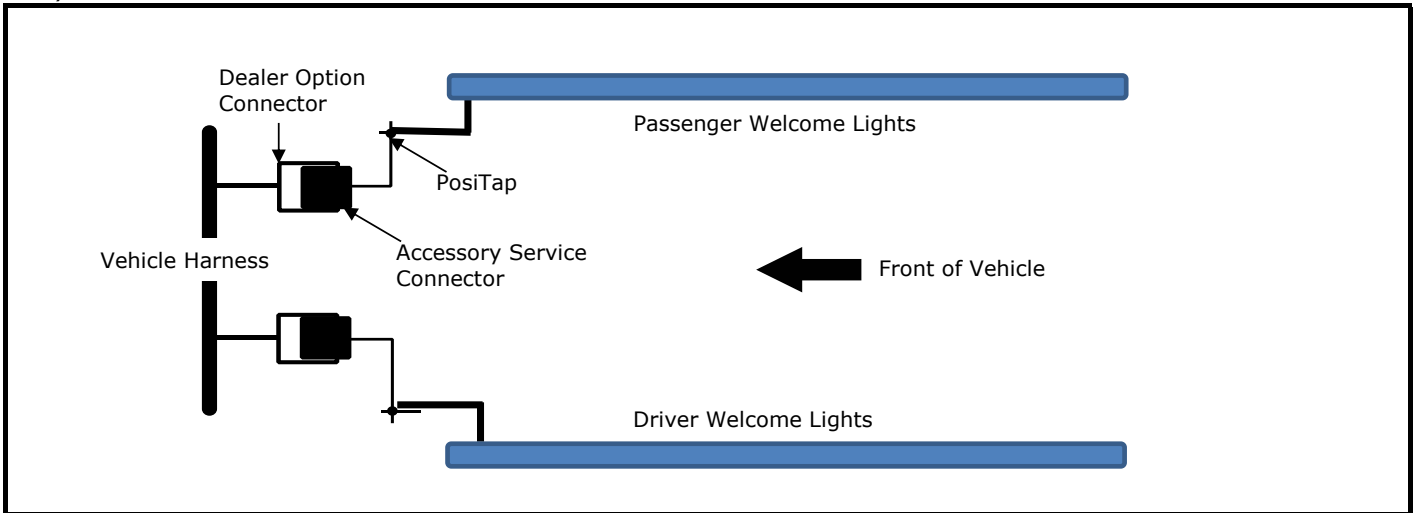 Dealer Option
Connector
Passenger Welcome Lights
PosiTap
Vehicle Harness
Accessory Service
Connector
Front of Vehicle
Driver Welcome Lights